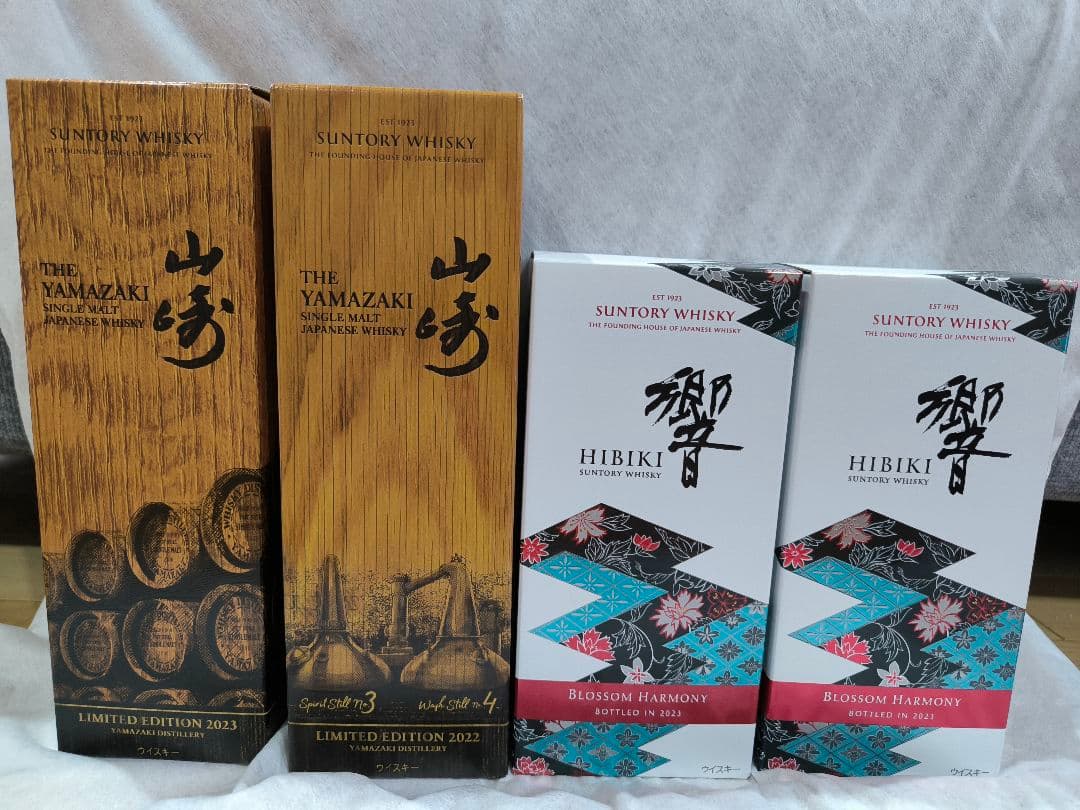 EST 1923
SUNTORY WHISKY
THE FOUNDING HOUSE OF JAPANESE WHISKY
山崎
THE
YAMAZAKI
SINGLE MALT
JAPANESE WHISKY
LIMITED EDITION 2023
YAMAZAKI DISTILLERY
ウイスキー
EST 1923
SUNTORY WHISKY
THE FOUNDING HOUSE OF JAPANESE WHISKY
山崎
THE
YAMAZAKI
SINGLE MALT
JAPANESE WHISKY
Spirit Still No3
Wash Still No4
LIMITED EDITION 2022
YAMAZAKI DISTILLERY
ウイスキー
EST 1923
SUNTORY WHISKY
THE FOUNDING HOUSE OF JAPANESE WHISKY
響
HIBIKI
SUNTORY WHISKY
BLOSSOM HARMONY
BOTTLED IN 2023
ウイスキー
EST 1923
SUNTORY WHISKY
THE FOUNDING HOUSE OF JAPANESE WHISKY
響
HIBIKI
SUNTORY WHISKY
BLOSSOM HARMONY
BOTTLED IN 2023
ウイスキー